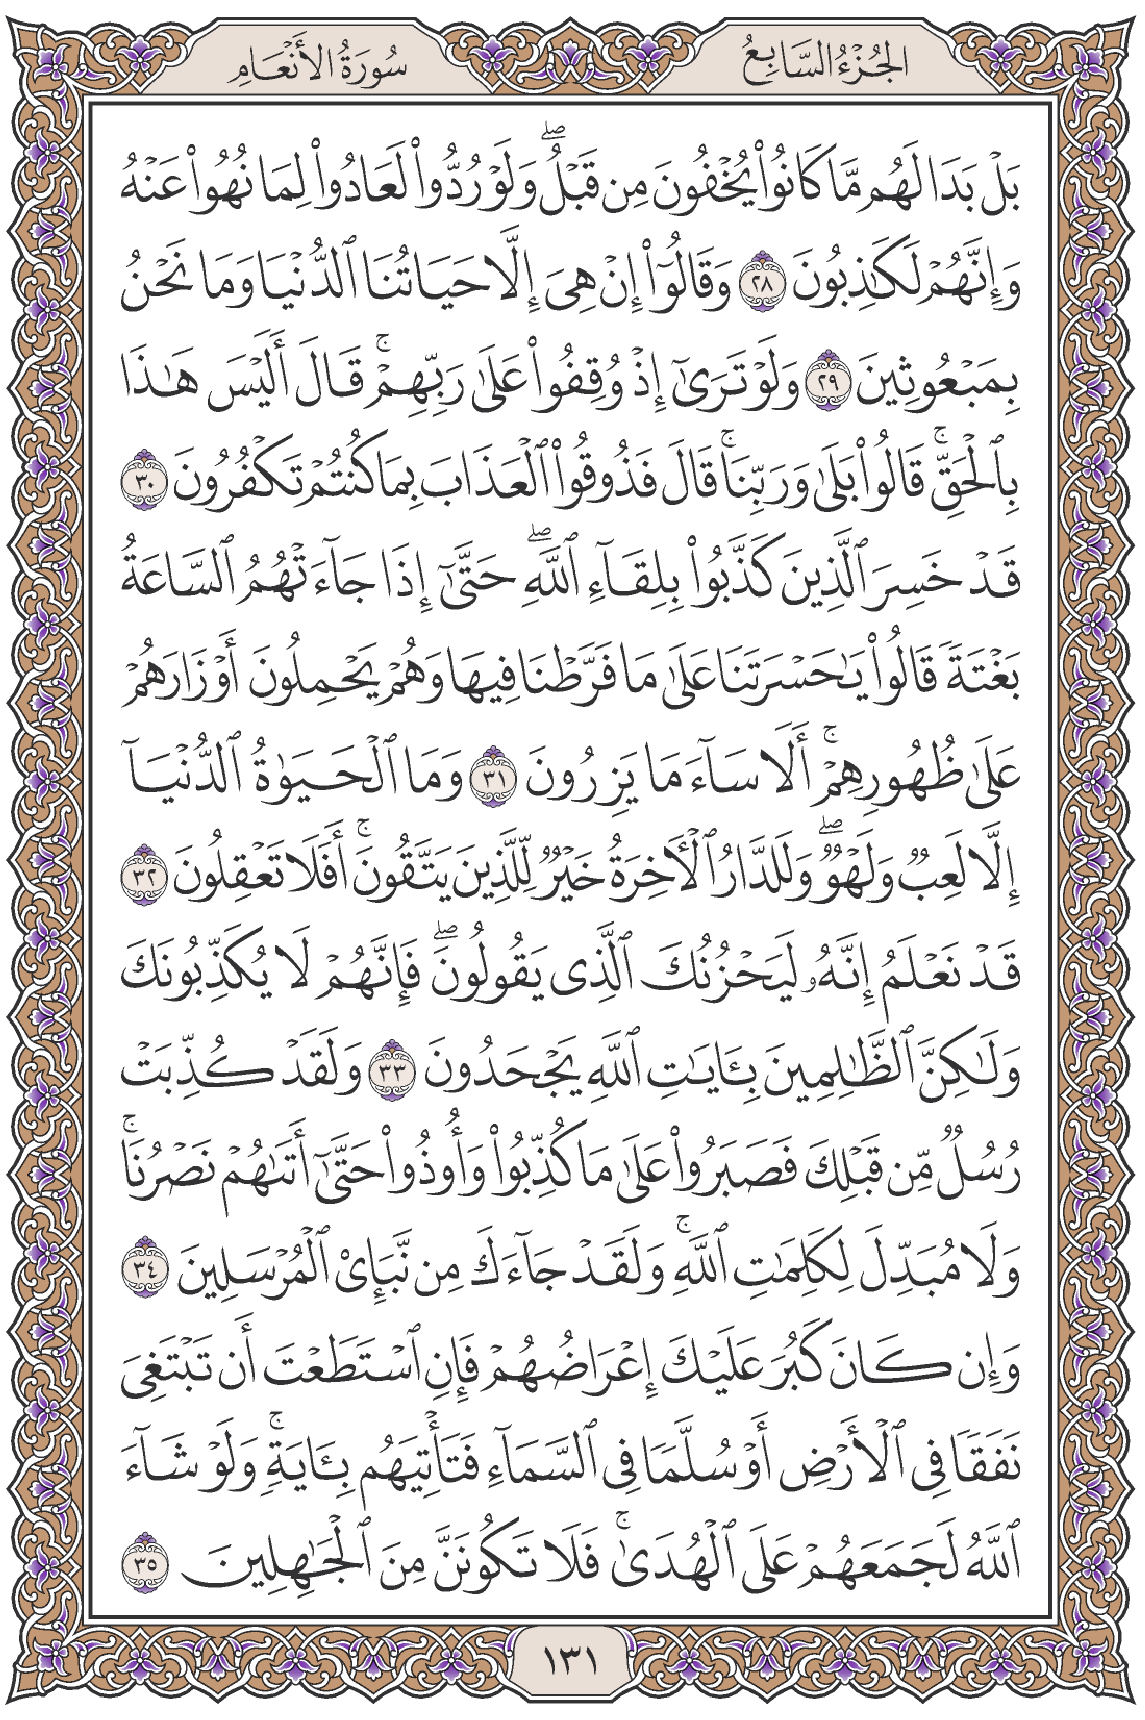 الجُزْءُ السَّابِعُ
سُورَةُ الأَنْعَامِ
بَلْ بَدَا لَهُم مَّا كَانُوا۟ يُخْفُونَ مِن قَبْلُ ۖ وَلَوْ رُدُّوا۟ لَعَادُوا۟ لِمَا نُهُوا۟ عَنْهُ
وَإِنَّهُمْ لَكَـٰذِبُونَ ٢٨ وَقَالُوٓا۟ إِنْ هِىَ إِلَّا حَيَاتُنَا ٱلدُّنْيَا وَمَا نَحْنُ
بِمَبْعُوثِينَ ٢٩ وَلَوْ تَرَىٰٓ إِذْ وُقِفُوا۟ عَلَىٰ رَبِّهِمْ ۚ قَالَ أَلَيْسَ هَـٰذَا
بِٱلْحَقِّ ۚ قَالُوا۟ بَلَىٰ وَرَبِّنَا ۚ قَالَ فَذُوقُوا۟ ٱلْعَذَابَ بِمَا كُنتُمْ تَكْفُرُونَ ٣٠
قَدْ خَسِرَ ٱلَّذِينَ كَذَّبُوا۟ بِلِقَآءِ ٱللَّهِ ۖ حَتَّىٰٓ إِذَا جَآءَتْهُمُ ٱلسَّاعَةُ
بَغْتَةً قَالُوا۟ يَـٰحَسْرَتَنَا عَلَىٰ مَا فَرَّطْنَا فِيهَا وَهُمْ يَحْمِلُونَ أَوْزَارَهُمْ
عَلَىٰ ظُهُورِهِمْ ۚ أَلَا سَآءَ مَا يَزِرُونَ ٣١ وَمَا ٱلْحَيَوٰةُ ٱلدُّنْيَآ
إِلَّا لَعِبٌ وَلَهْوٌ ۖ وَلَلدَّارُ ٱلْـَٔاخِرَةُ خَيْرٌ لِّلَّذِينَ يَتَّقُونَ ۗ أَفَلَا تَعْقِلُونَ ٣٢
قَدْ نَعْلَمُ إِنَّهُۥ لَيَحْزُنُكَ ٱلَّذِى يَقُولُونَ ۖ فَإِنَّهُمْ لَا يُكَذِّبُونَكَ
وَلَـٰكِنَّ ٱلظَّـٰلِمِينَ بِـَٔايَـٰتِ ٱللَّهِ يَجْحَدُونَ ٣٣ وَلَقَدْ كُذِّبَتْ
رُسُلٌ مِّن قَبْلِكَ فَصَبَرُوا۟ عَلَىٰ مَا كُذِّبُوا۟ وَأُوذُوا۟ حَتَّىٰٓ أَتَىٰهُمْ نَصْرُنَا ۚ
وَلَا مُبَدِّلَ لِكَلِمَـٰتِ ٱللَّهِ ۚ وَلَقَدْ جَآءَكَ مِن نَّبَإِى۟ ٱلْمُرْسَلِينَ ٣٤
وَإِن كَانَ كَبُرَ عَلَيْكَ إِعْرَاضُهُمْ فَإِنِ ٱسْتَطَعْتَ أَن تَبْتَغِىَ
نَفَقًا فِى ٱلْأَرْضِ أَوْ سُلَّمًا فِى ٱلسَّمَآءِ فَتَأْتِيَهُم بِـَٔايَةٍ ۚ وَلَوْ شَآءَ
ٱللَّهُ لَجَمَعَهُمْ عَلَى ٱلْهُدَىٰ ۚ فَلَا تَكُونَنَّ مِنَ ٱلْجَـٰهِلِينَ ٣٥
١٣١